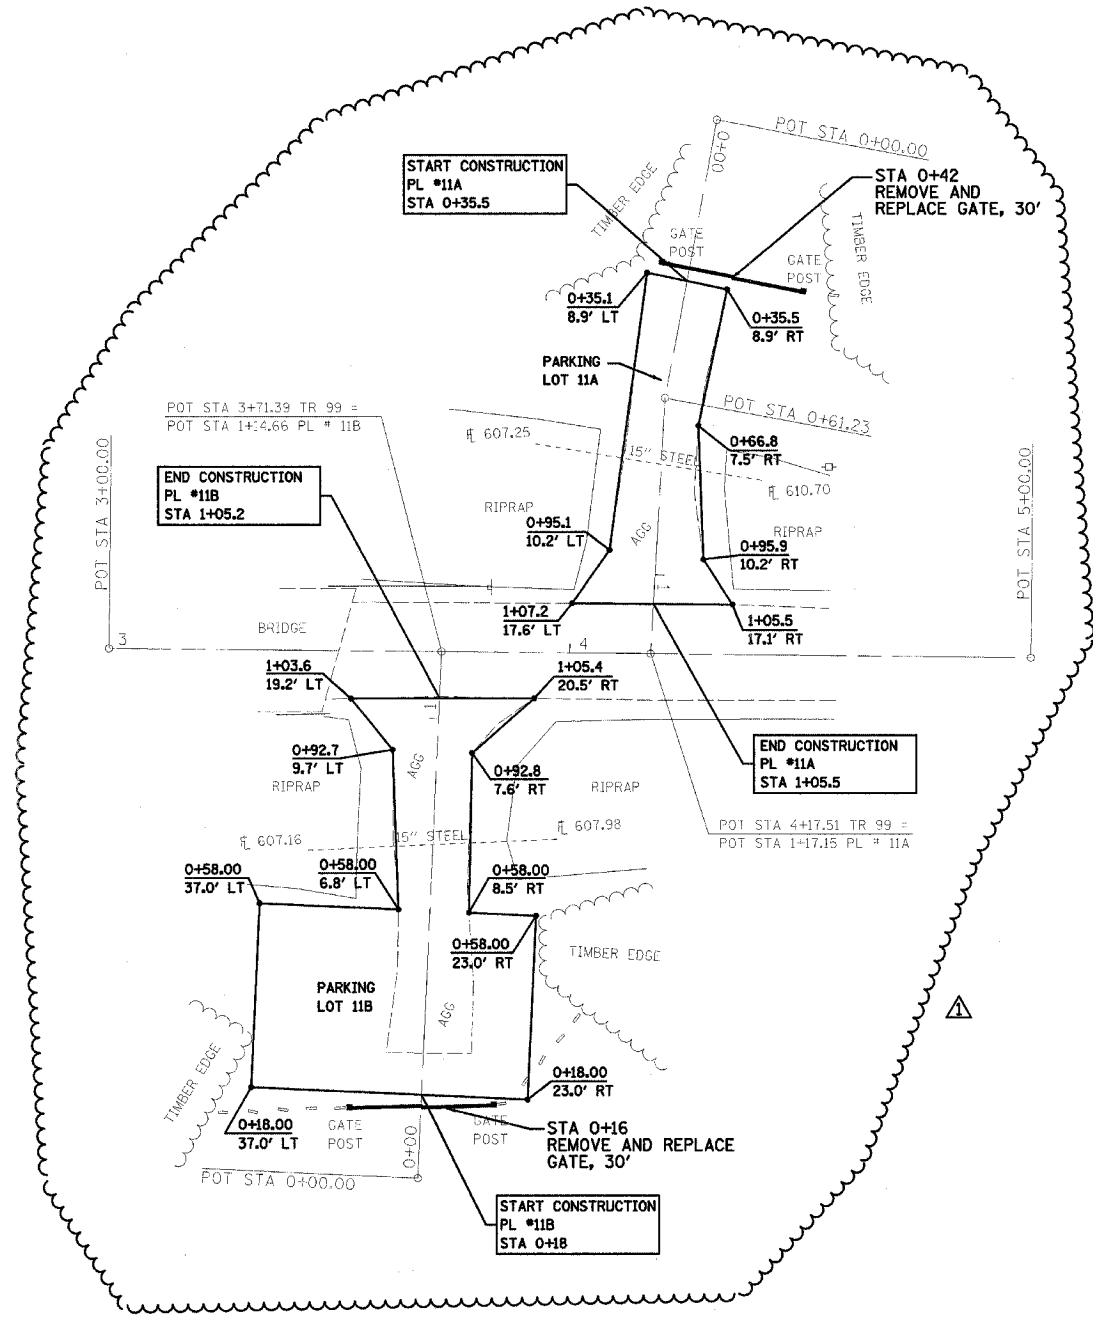 POT STA 0+00.00
0+00
START CONSTRUCTION
PL #11A
STA 0+35.5
TIMBER EDGE
STA 0+42
REMOVE AND
REPLACE GATE, 30'
GATE
POST
GATE
POST
TIMBER EDGE
0+35.1
8.9' LT
0+35.5
8.9' RT
PARKING
LOT 11A
POT STA 3+71.39 TR 99 =
POT STA 1+14.66 PL # 11B
POT STA 0+61.23
607.25
15" STEEL
0+66.8
7.5' RT
610.70
END CONSTRUCTION
PL #11B
STA 1+05.2
POT STA 3+00.00
POT STA 5+00.00
RIPRAP
AGG
RIPRAP
0+95.1
10.2' LT
0+95.9
10.2' RT
1
1+07.2
17.6' LT
1+05.5
17.1' RT
BRIDGE
3
4
1+03.6
19.2' LT
1+05.4
20.5' RT
1
AGG
0+92.7
9.7' LT
0+92.8
7.6' RT
END CONSTRUCTION
PL #11A
STA 1+05.5
RIPRAP
RIPRAP
607.16
15" STEEL
607.98
POT STA 4+17.51 TR 99 =
POT STA 1+17.15 PL # 11A
0+58.00
37.0' LT
0+58.00
6.8' LT
0+58.00
8.5' RT
0+58.00
23.0' RT
TIMBER EDGE
PARKING
LOT 11B
AGG
1
TIMBER EDGE
0+18.00
23.0' RT
0+18.00
37.0' LT
GATE
POST
GATE
POST
STA 0+16
REMOVE AND REPLACE
GATE, 30'
0+00
POT STA 0+00.00
START CONSTRUCTION
PL #11B
STA 0+18